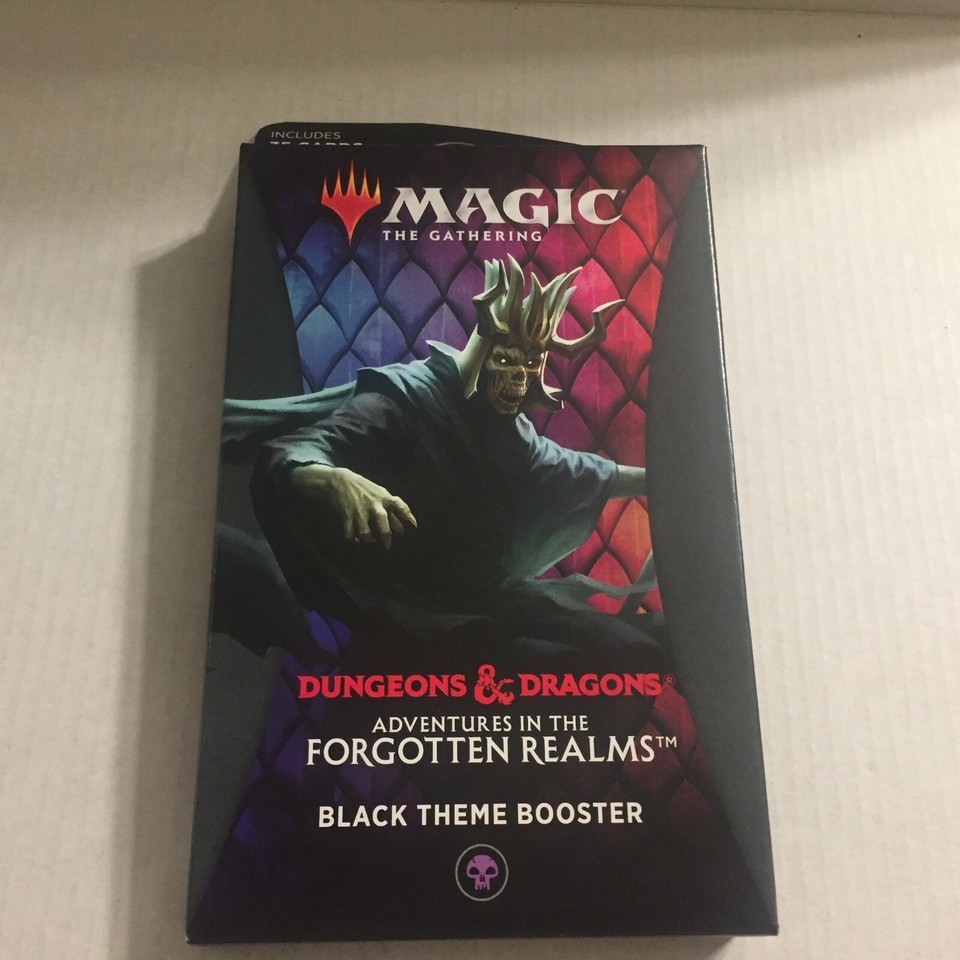 INCLUDES
MAGIC
THE GATHERING
DUNGEONS & DRAGONS®
ADVENTURES IN THE
FORGOTTEN REALMS™
BLACK THEME BOOSTER